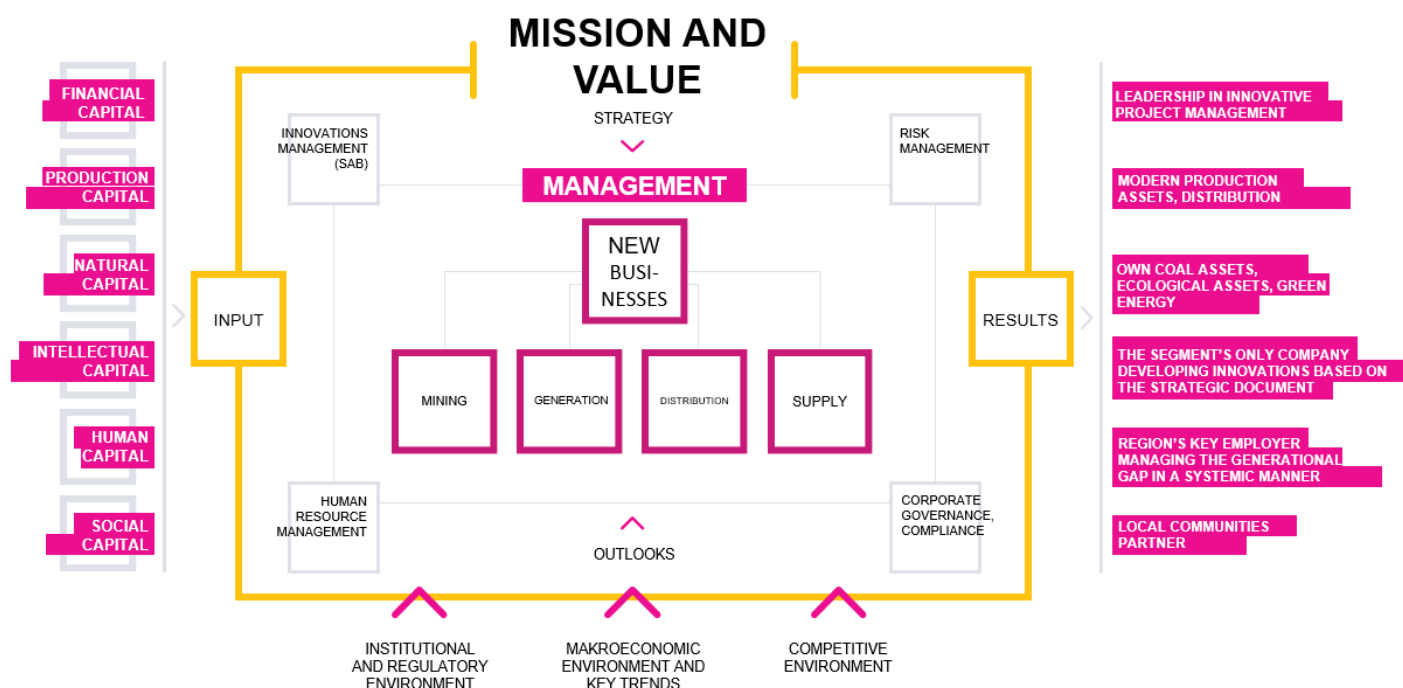 MISSION AND
VALUE
STRATEGY
MANAGEMENT
FINANCIAL
CAPITAL
PRODUCTION
CAPITAL
NATURAL
CAPITAL
INTELLECTUAL
CAPITAL
HUMAN
CAPITAL
SOCIAL
CAPITAL
INPUT
INNOVATIONS
MANAGEMENT
(SAB)
RISK
MANAGEMENT
NEW
BUSI-
NESSES
MINING
GENERATION
DISTRIBUTION
SUPPLY
HUMAN
RESOURCE
MANAGEMENT
CORPORATE
GOVERNANCE,
COMPLIANCE
OUTLOOKS
INSTITUTIONAL
AND REGULATORY
ENVIRONMENT
MAKROECONOMIC
ENVIRONMENT AND
KEY TRENDS
COMPETITIVE
ENVIRONMENT
RESULTS
LEADERSHIP IN INNOVATIVE
PROJECT MANAGEMENT
MODERN PRODUCTION
ASSETS, DISTRIBUTION
OWN COAL ASSETS,
ECOLOGICAL ASSETS, GREEN
ENERGY
THE SEGMENT'S ONLY COMPANY
DEVELOPING INNOVATIONS BASED ON
THE STRATEGIC DOCUMENT
REGION'S KEY EMPLOYER
MANAGING THE GENERATIONAL
GAP IN A SYSTEMIC MANNER
LOCAL COMMUNITIES
PARTNER